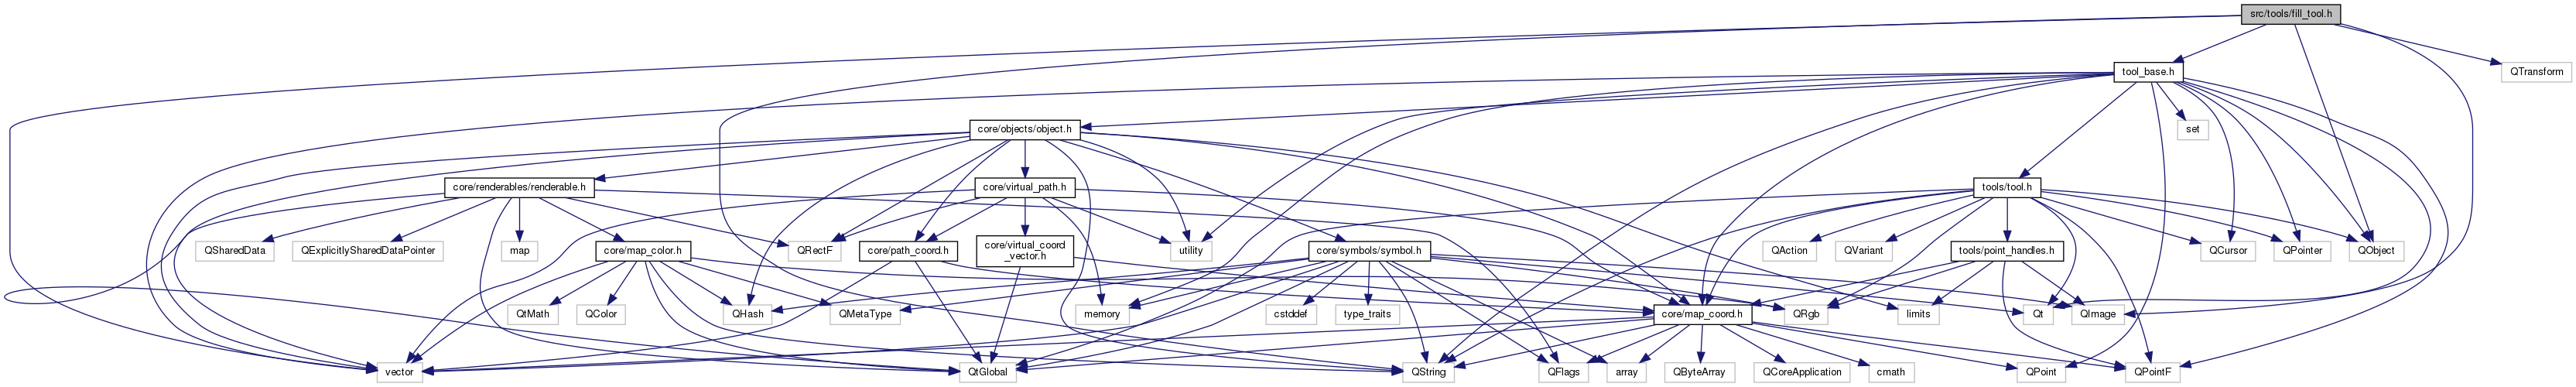 src/tools/fill_tool.h
tool_base.h
QTransform
core/objects/object.h
set
core/renderables/renderable.h
core/virtual_path.h
tools/tool.h
QSharedData
QExplicitlySharedDataPointer
map
core/map_color.h
QRectF
core/path_coord.h
core/virtual_coord
_vector.h
utility
core/symbols/symbol.h
QAction
QVariant
tools/point_handles.h
QCursor
QPointer
QObject
QtMath
QColor
QHash
QMetaType
memory
cstddef
type_traits
core/map_coord.h
QRgb
limits
Qt
QImage
vector
QtGlobal
QString
QFlags
array
QByteArray
QCoreApplication
cmath
QPoint
QPointF